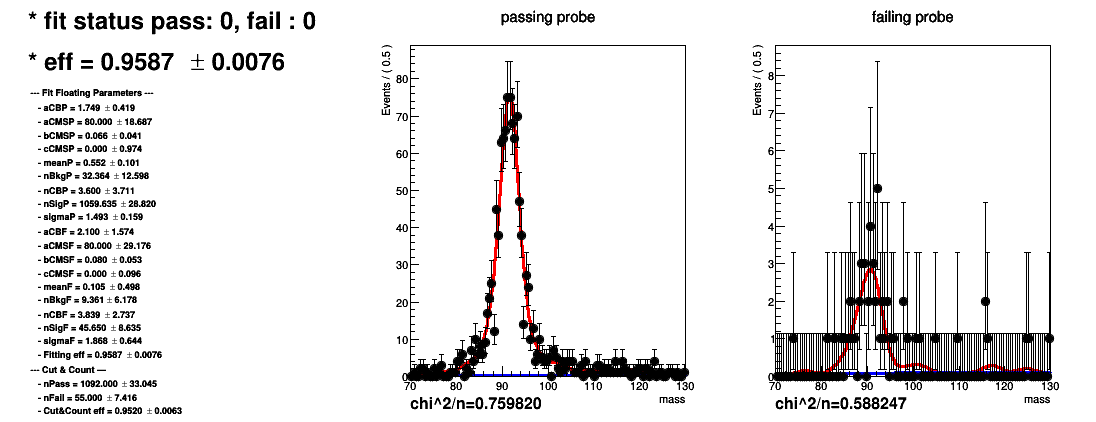 * fit status pass: 0, fail : 0
* eff = 0.9587 ± 0.0076
--- Fit Floating Parameters ---
- aCBP = 1.749 ± 0.419
- aCMSP = 80.000 ± 18.687
- bCMSP = 0.066 ± 0.041
- cCMSP = 0.000 ± 0.974
- meanP = 0.552 ± 0.101
- nBkgP = 32.364 ± 12.598
- nCBP = 3.600 ± 3.711
- nSigP = 1059.635 ± 28.820
- sigmaP = 1.493 ± 0.159
- aCBF = 2.100 ± 1.574
- aCMSF = 80.000 ± 29.176
- bCMSF = 0.080 ± 0.053
- cCMSF = 0.000 ± 0.096
- meanF = 0.105 ± 0.498
- nBkgF = 9.361 ± 6.178
- nCBF = 3.839 ± 2.737
- nSigF = 45.650 ± 8.635
- sigmaF = 1.868 ± 0.644
- Fitting eff = 0.9587 ± 0.0076
--- Cut & Count ---
- nPass = 1092.000 ± 33.045
- nFail = 55.000 ± 7.416
- Cut&Count eff = 0.9520 ± 0.0063
passing probe
Events / ( 0.5 )
80
70
60
50
40
30
20
10
0
70 80 90 100 110 120 130
mass
chi^2/n=0.759820
failing probe
Events / ( 0.5 )
8
7
6
5
4
3
2
1
0
70 80 90 100 110 120 130
mass
chi^2/n=0.588247